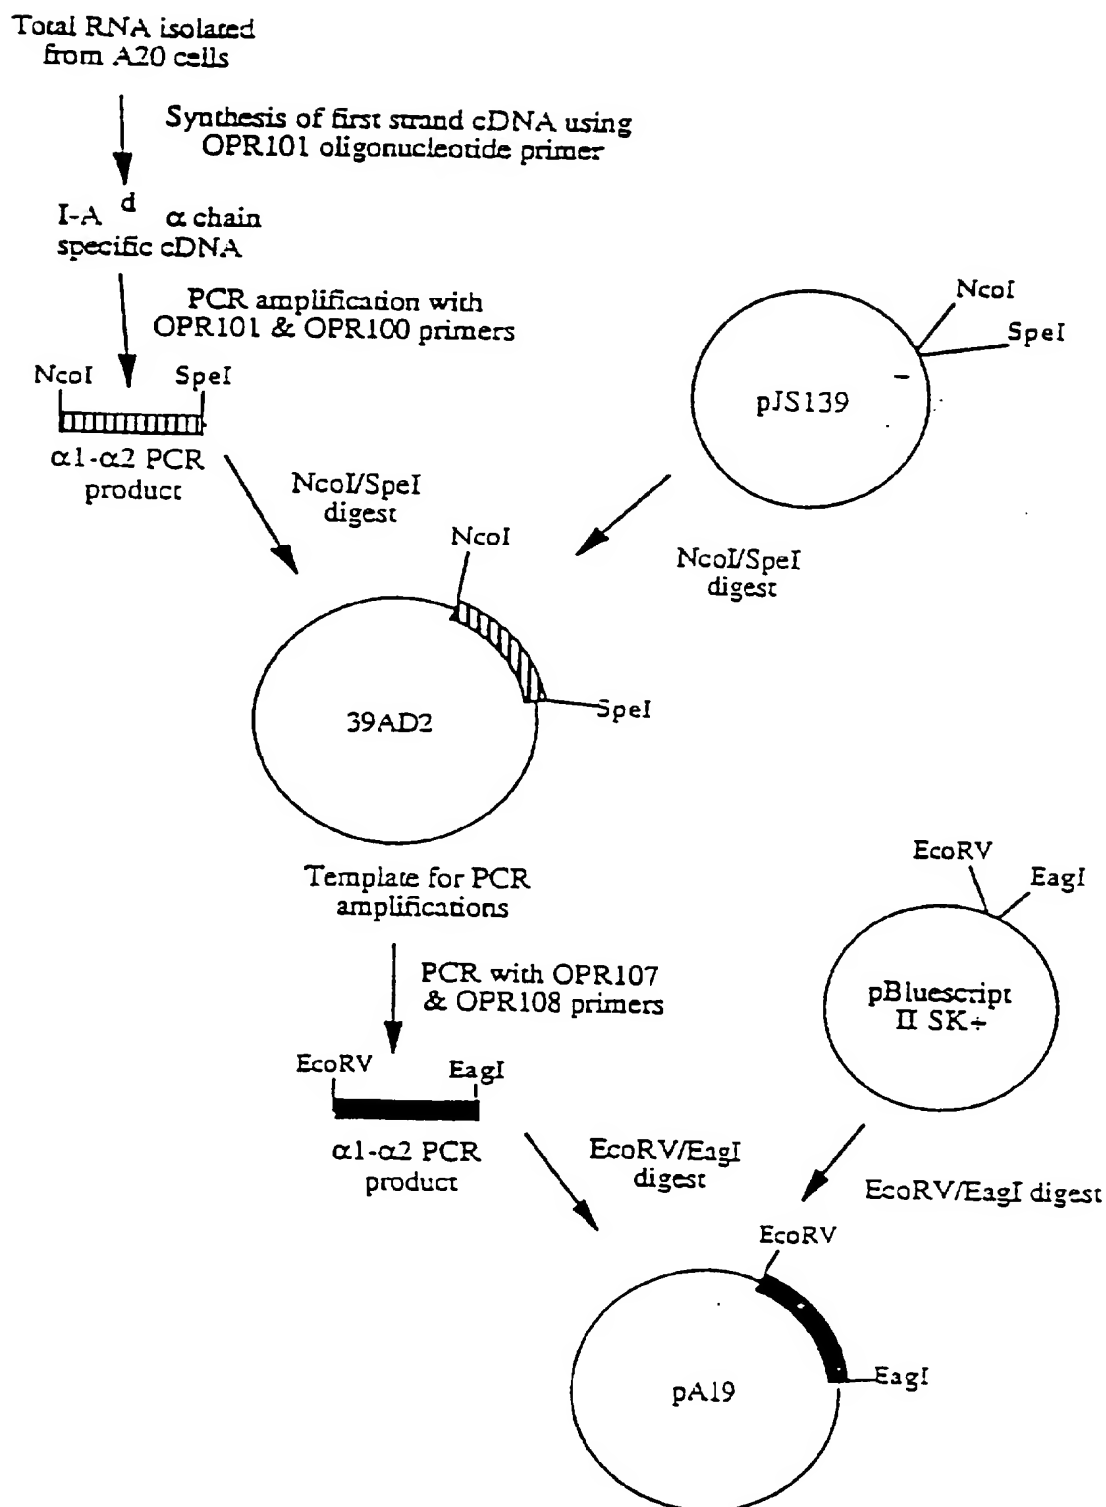 Total RNA isolated
from A20 cells
Synthesis of first strand cDNA using
OPR101 oligonucleotide primer
I-A d α chain
specific cDNA
PCR amplification with
OPR101 & OPR100 primers
NcoI SpeI
α1-α2 PCR
product
NcoI/SpeI
digest
NcoI
SpeI
pJS139
NcoI/SpeI
digest
NcoI
SpeI
39AD2
Template for PCR
amplifications
PCR with OPR107
& OPR108 primers
EcoRV EagI
α1-α2 PCR
product
EcoRV/EagI
digest
EcoRV
EagI
pBluescript
II SK+
EcoRV/EagI digest
EcoRV
EagI
pA19